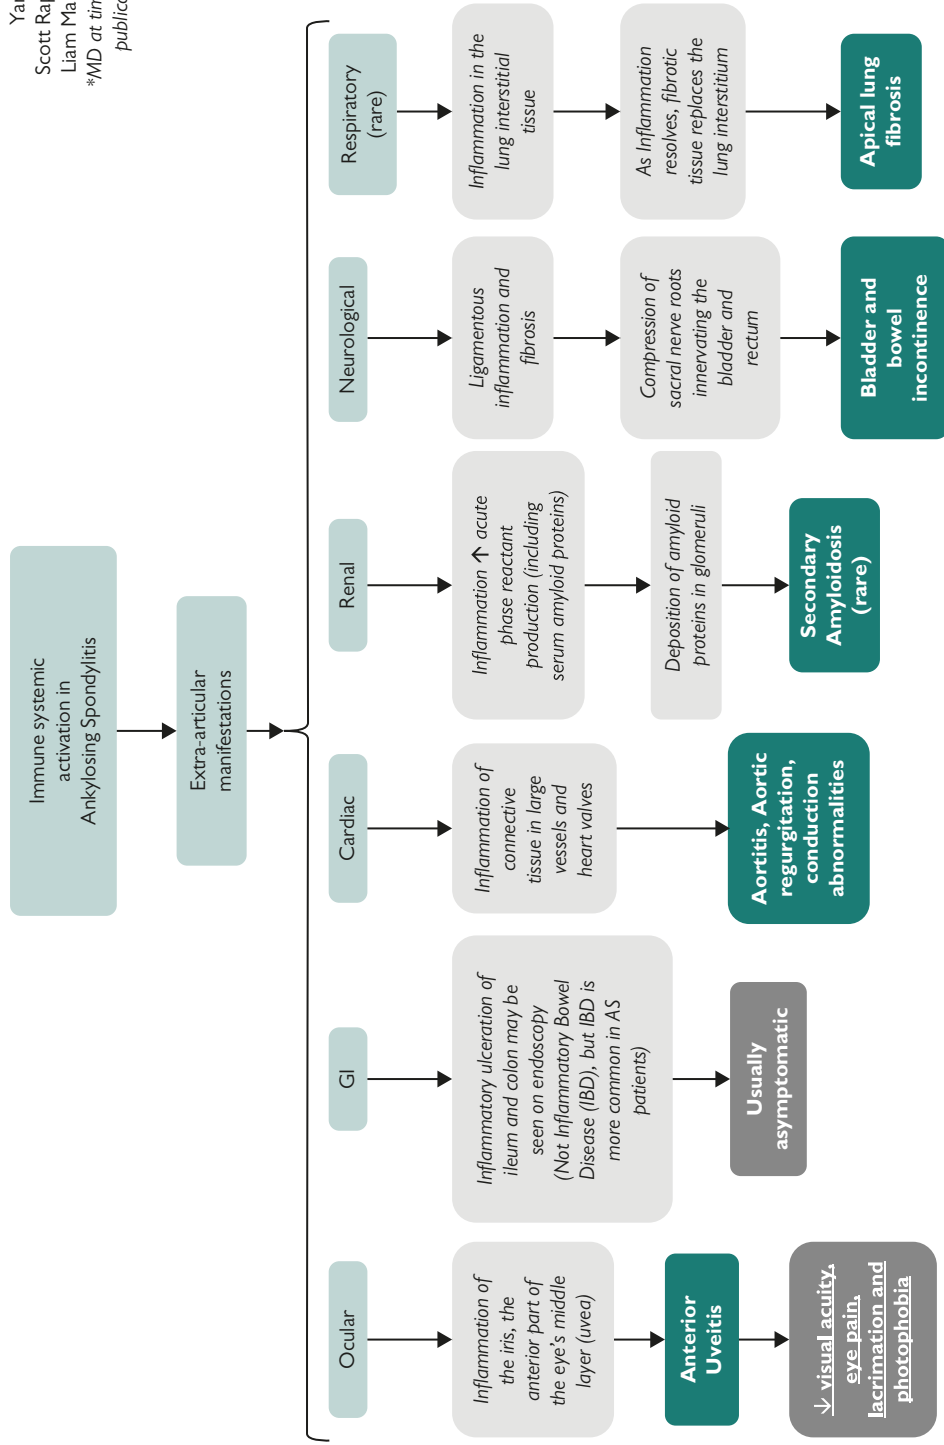 Yan
Scott Rap
Liam Ma
*MD at tim
publica
Immune systemic
activation in
Ankylosing Spondylitis
Extra-articular
manifestations
Ocular
Inflammation of
the iris, the
anterior part of
the eye's middle
layer (uvea)
Anterior
Uveitis
↓ visual acuity,
eye pain,
lacrimation and
photophobia
GI
Inflammatory ulceration of
ileum and colon may be
seen on endoscopy
(Not Inflammatory Bowel
Disease (IBD), but IBD is
more common in AS
patients)
Usually
asymptomatic
Cardiac
Inflammation of
connective
tissue in large
vessels and
heart valves
Aortitis, Aortic
regurgitation,
conduction
abnormalities
Renal
Inflammation ↑ acute
phase reactant
production (including
serum amyloid proteins)
Deposition of amyloid
proteins in glomeruli
Secondary
Amyloidosis
(rare)
Neurological
Ligamentous
inflammation and
fibrosis
Compression of
sacral nerve roots
innervating the
bladder and
rectum
Bladder and
bowel
incontinence
Respiratory
(rare)
Inflammation in the
lung interstitial
tissue
As Inflammation
resolves, fibrotic
tissue replaces the
lung interstitium
Apical lung
fibrosis